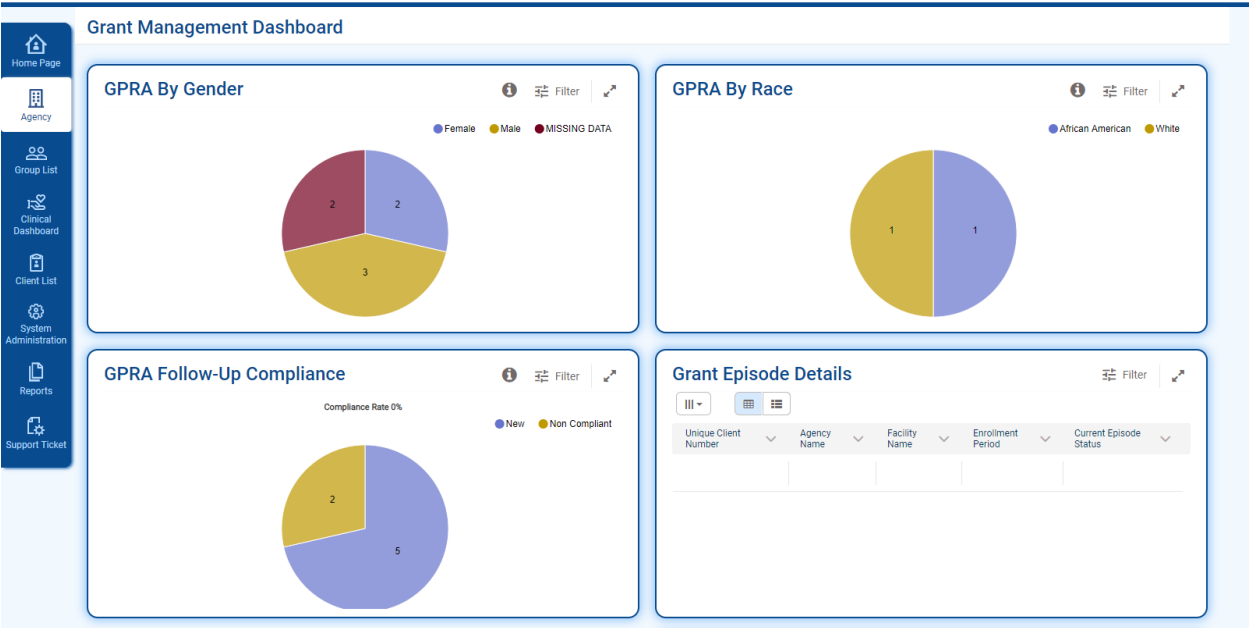 Grant Management Dashboard
Home Page
Agency
Group List
Clinical
Dashboard
Client List
System
Administration
Reports
Support Ticket
GPRA By Gender
Filter
Female Male MISSING DATA
2
2
3
GPRA By Race
Filter
African American White
1
1
GPRA Follow-Up Compliance
Filter
Compliance Rate 0%
New Non Compliant
2
5
Grant Episode Details
Filter
Unique Client
Number
Agency
Name
Facility
Name
Enrollment
Period
Current Episode
Status